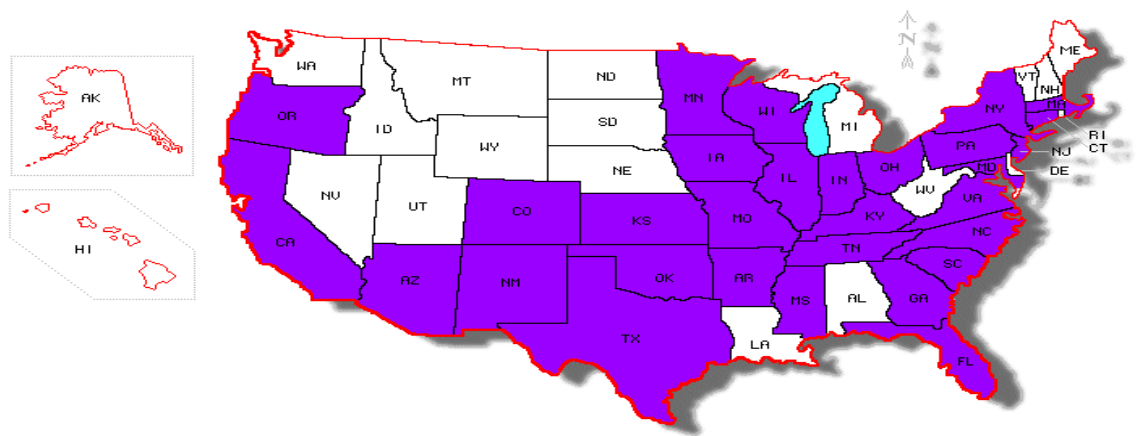 N
ME
WA
VT
MT
ND
NH
AK
MN
OR
NY
MA
WI
ID
SD
MI
RI
WY
CT
PA
IA
NJ
NE
OH
MD
DE
IL
IN
NV
WV
UT
VA
CO
KS
MO
KY
NC
HI
CA
TN
SC
AZ
NM
OK
AR
MS
AL
GA
TX
LA
FL